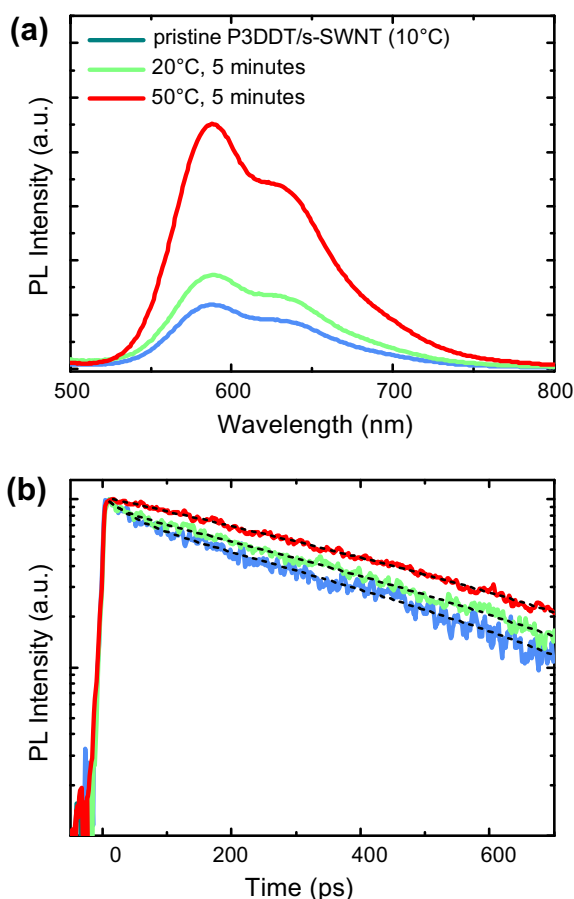 (a)
pristine P3DDT/s-SWNT (10°C)
20°C, 5 minutes
50°C, 5 minutes
PL Intensity (a.u.)
500 600 700 800
Wavelength (nm)
(b)
PL Intensity (a.u.)
0 200 400 600
Time (ps)